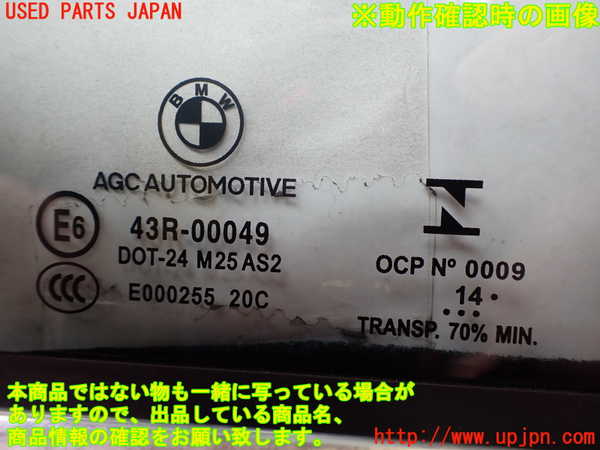 USED PARTS JAPAN
※動作確認時の画像
BMW
AGC AUTOMOTIVE
E6
43R-00049
DOT-24 M25 AS2
CCC
E000255 20C
OCP Nº 0009
14
TRANSP. 70% MIN.
本商品ではない物も一緒に写っている場合が
ありますので、出品している商品名、
商品情報の確認をお願い致します。
http://www.upjpn.com/